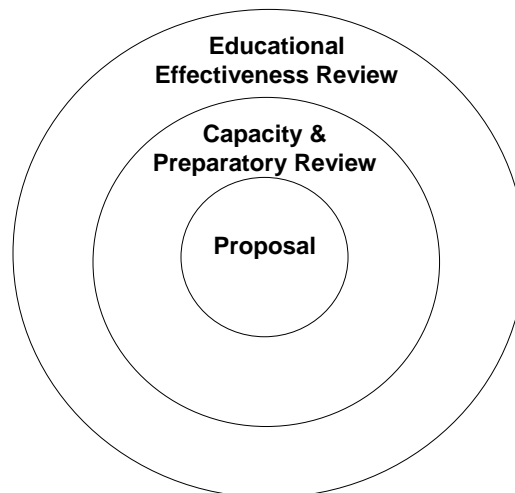 Educational
Effectiveness Review
Capacity &
Preparatory Review
Proposal